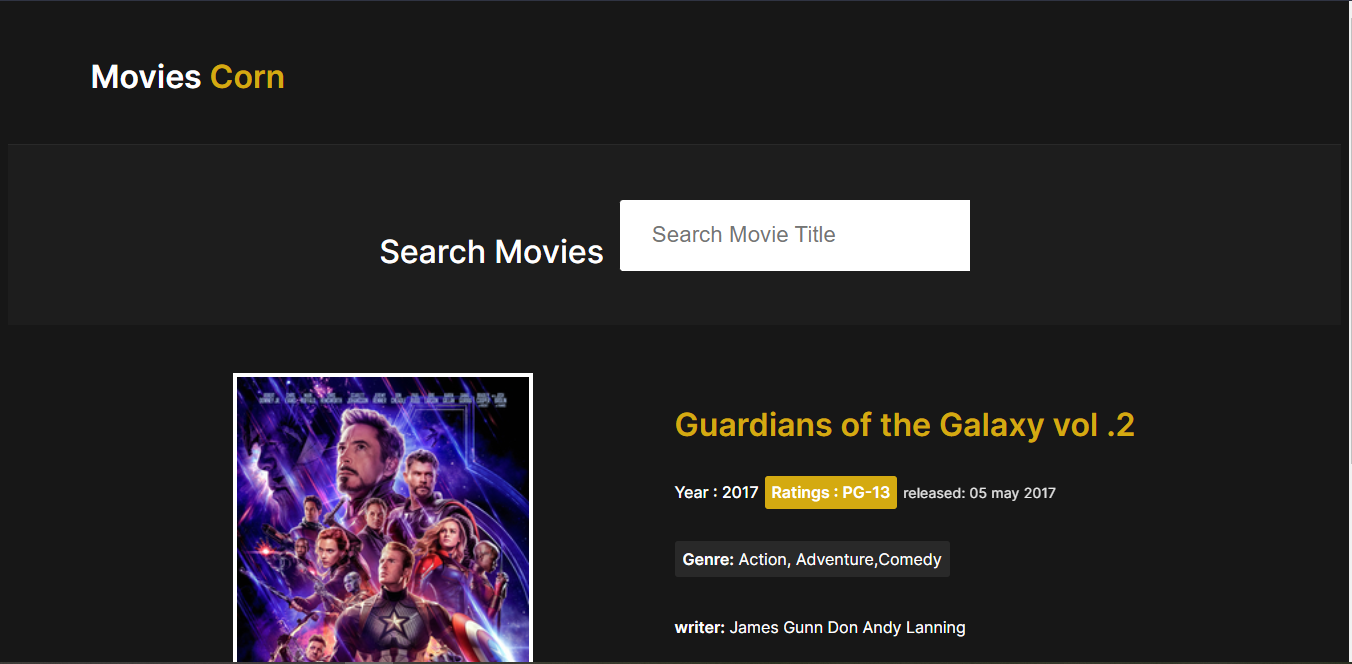 Movies Corn
Search Movies
Search Movie Title
Guardians of the Galaxy vol .2
Year : 2017 Ratings : PG-13 released: 05 may 2017
Genre: Action, Adventure,Comedy
writer: James Gunn Don Andy Lanning